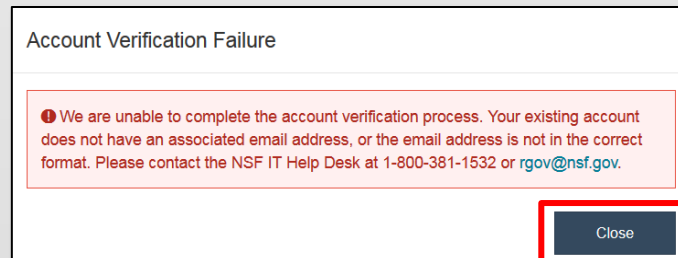 Account Verification Failure
We are unable to complete the account verification process. Your existing account
does not have an associated email address, or the email address is not in the correct
format. Please contact the NSF IT Help Desk at 1-800-381-1532 or rgov@nsf.gov.
Close